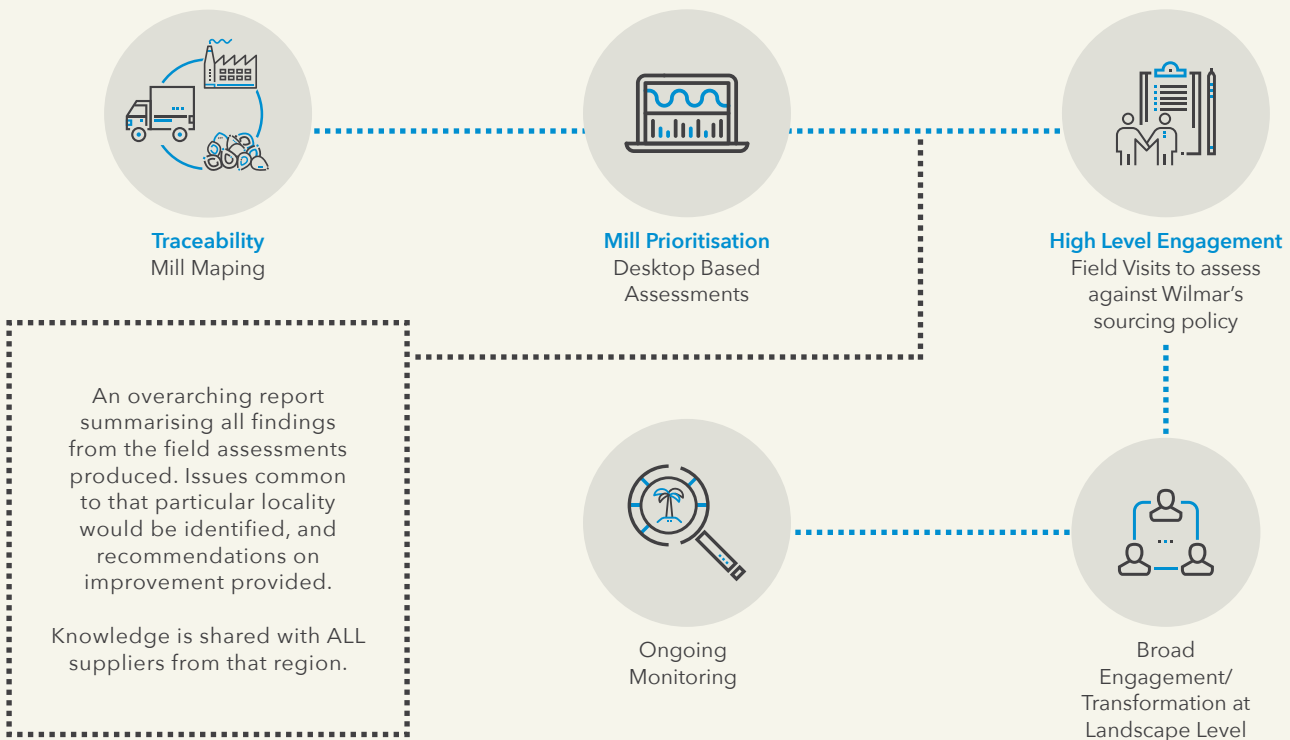 Traceability
Mill Maping
Mill Prioritisation
Desktop Based
Assessments
High Level Engagement
Field Visits to assess
against Wilmar's
sourcing policy
An overarching report
summarising all findings
from the field assessments
produced. Issues common
to that particular locality
would be identified, and
recommendations on
improvement provided.
Knowledge is shared with ALL
suppliers from that region.
Ongoing
Monitoring
Broad
Engagement/
Transformation at
Landscape Level